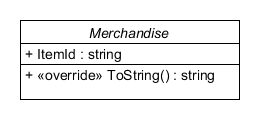 Merchandise
+ ItemId : string
+ «override» ToString() : string